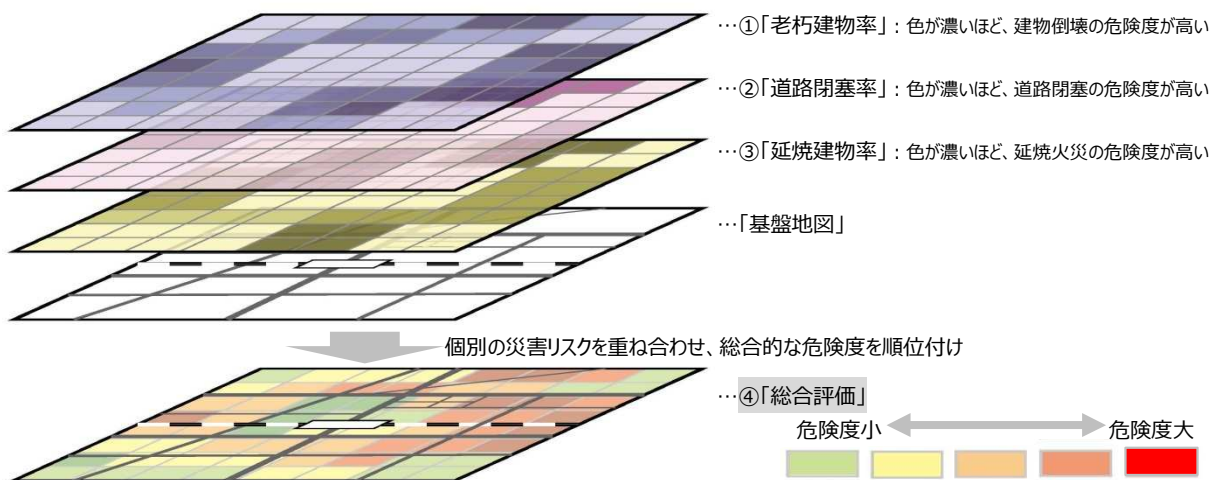 …①「老朽建物率」：色が濃いほど、建物倒壊の危険度が高い
…②「道路閉塞率」：色が濃いほど、道路閉塞の危険度が高い
…③「延焼建物率」：色が濃いほど、延焼火災の危険度が高い
…「基盤地図」
個別の災害リスクを重ね合わせ、総合的な危険度を順位付け
…④「総合評価」
危険度小 危険度大